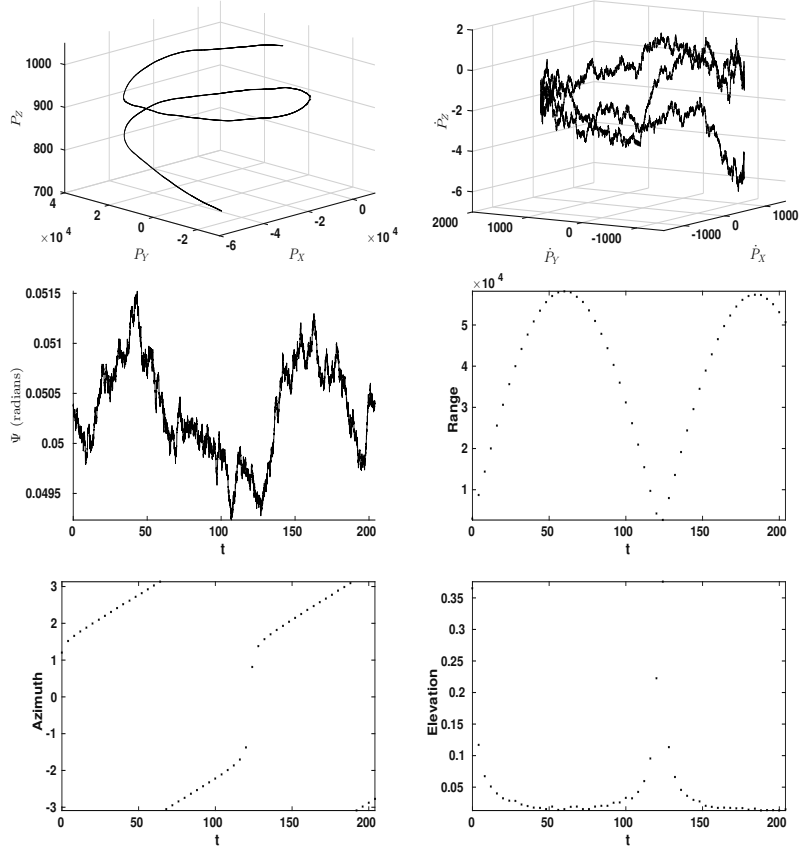 1000
900
800
700
P_Z
4
2
0
-2
×10^4
P_Y
-6
-4
-2
0
×10^4
P_X
2
0
-2
-4
-6
Ṗ_Z
2000
1000
0
-1000
Ṗ_Y
-1000
0
1000
Ṗ_X
0.0515
0.051
0.0505
0.05
0.0495
Ψ (radians)
0 50 100 150 200
t
×10^4
5
4
3
2
1
Range
0 50 100 150 200
t
3
2
1
0
-1
-2
-3
Azimuth
0 50 100 150 200
t
0.35
0.3
0.25
0.2
0.15
0.1
0.05
Elevation
0 50 100 150 200
t